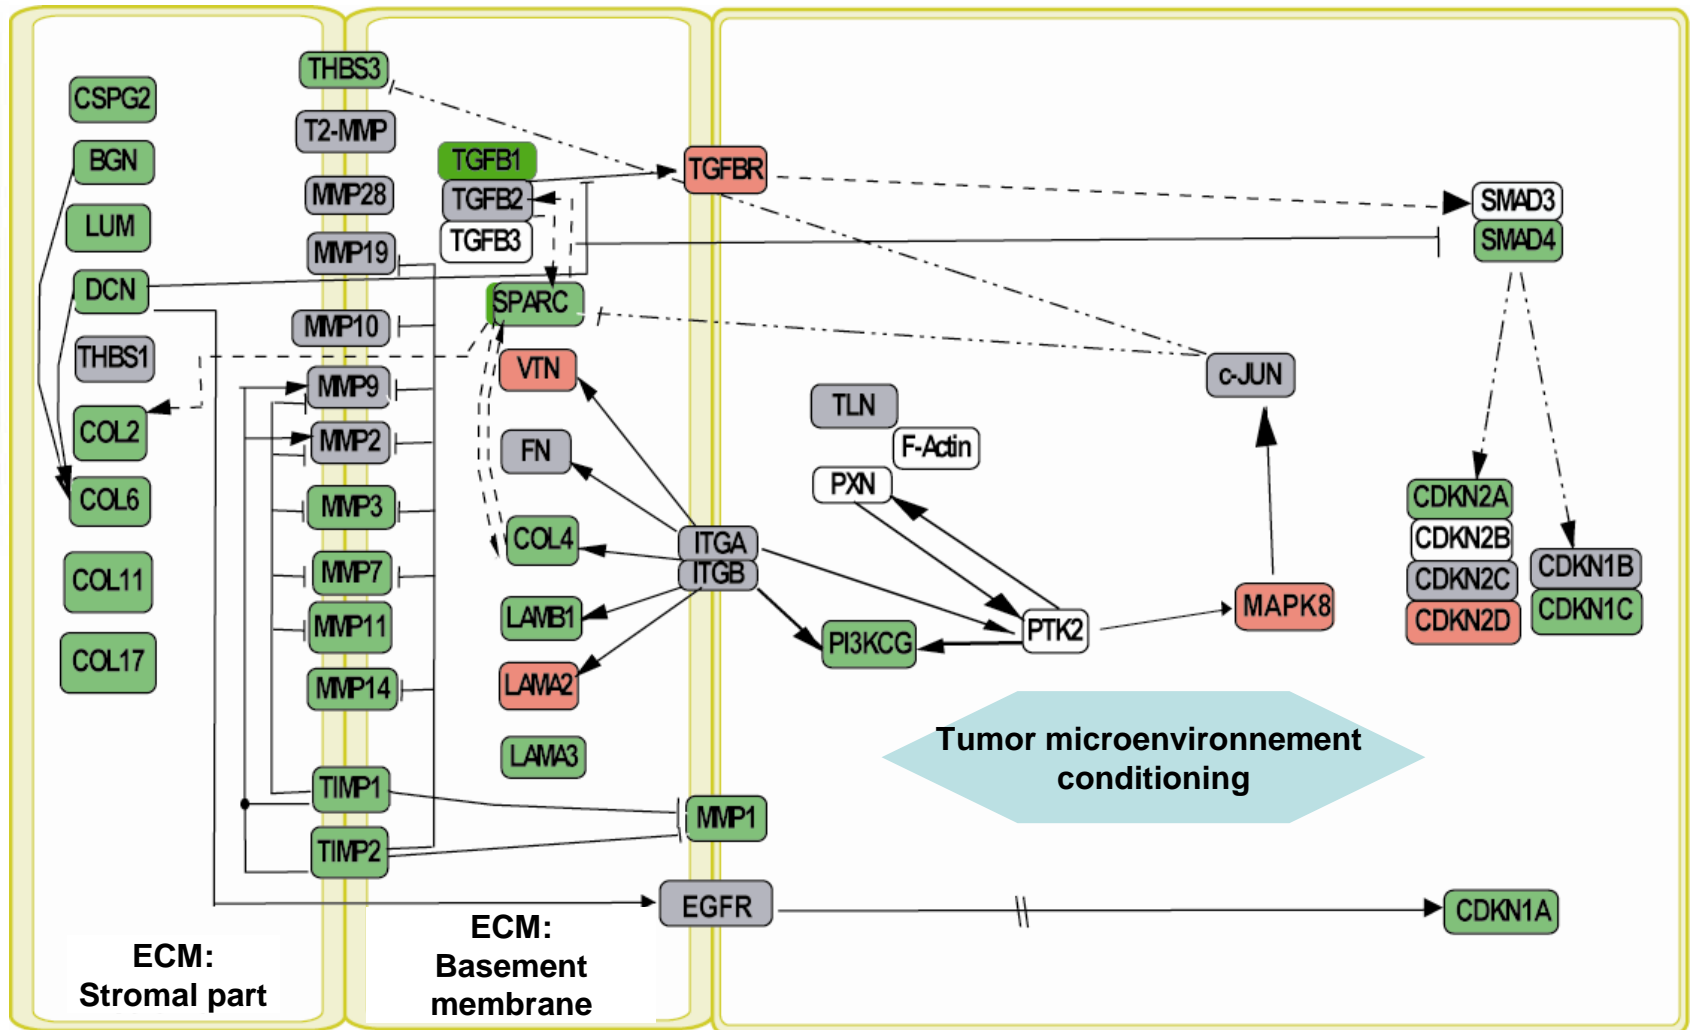 CSPG2
BGN
LUM
DCN
THBS1
COL2
COL6
COL11
COL17
THBS3
T2-MMP
MMP28
MMP19
MMP10
MMP9
MMP2
MMP3
MMP7
MMP11
MMP14
TIMP1
TIMP2
TGFB1
TGFB2
TGFB3
SPARC
VTN
FN
COL4
LAMB1
LAMA2
LAMA3
TGFBR
ITGA
ITGB
MMP1
EGFR
TLN
F-Actin
PXN
PI3KCG
PTK2
c-JUN
MAPK8
SMAD3
SMAD4
CDKN2A
CDKN2B
CDKN2C
CDKN2D
CDKN1B
CDKN1C
CDKN1A
Tumor microenvironnement
conditioning
ECM:
Stromal part
ECM:
Basement
membrane